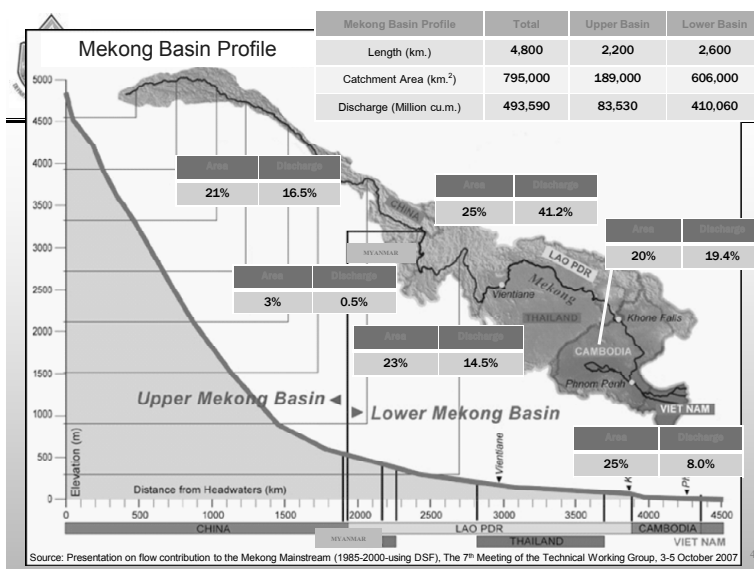 Mekong Basin Profile
Mekong Basin Profile Total Upper Basin Lower Basin
Length (km.) 4,800 2,200 2,600
Catchment Area (km.²) 795,000 189,000 606,000
Discharge (Million cu.m.) 493,590 83,530 410,060
5000
4500
4000
3500
3000
2500
2000
1500
1000
500
0
Elevation (m)
Area Discharge
21% 16.5%
Area Discharge
25% 41.2%
Area Discharge
20% 19.4%
Area Discharge
3% 0.5%
Area Discharge
23% 14.5%
Area Discharge
25% 8.0%
CHINA
MYANMAR
LAO PDR
Mekong
Vientiane
THAILAND
Khone Falls
CAMBODIA
Phnom Penh
VIET NAM
Upper Mekong Basin
Lower Mekong Basin
Vientiane
K
Ph
Distance from Headwaters (km)
0 500 1000 1500 2000 2500 3000 3500 4000 4500
CHINA LAO PDR CAMBODIA
MYANMAR THAILAND VIET NAM
Source: Presentation on flow contribution to the Mekong Mainstream (1985-2000-using DSF), The 7th Meeting of the Technical Working Group, 3-5 October 2007
4